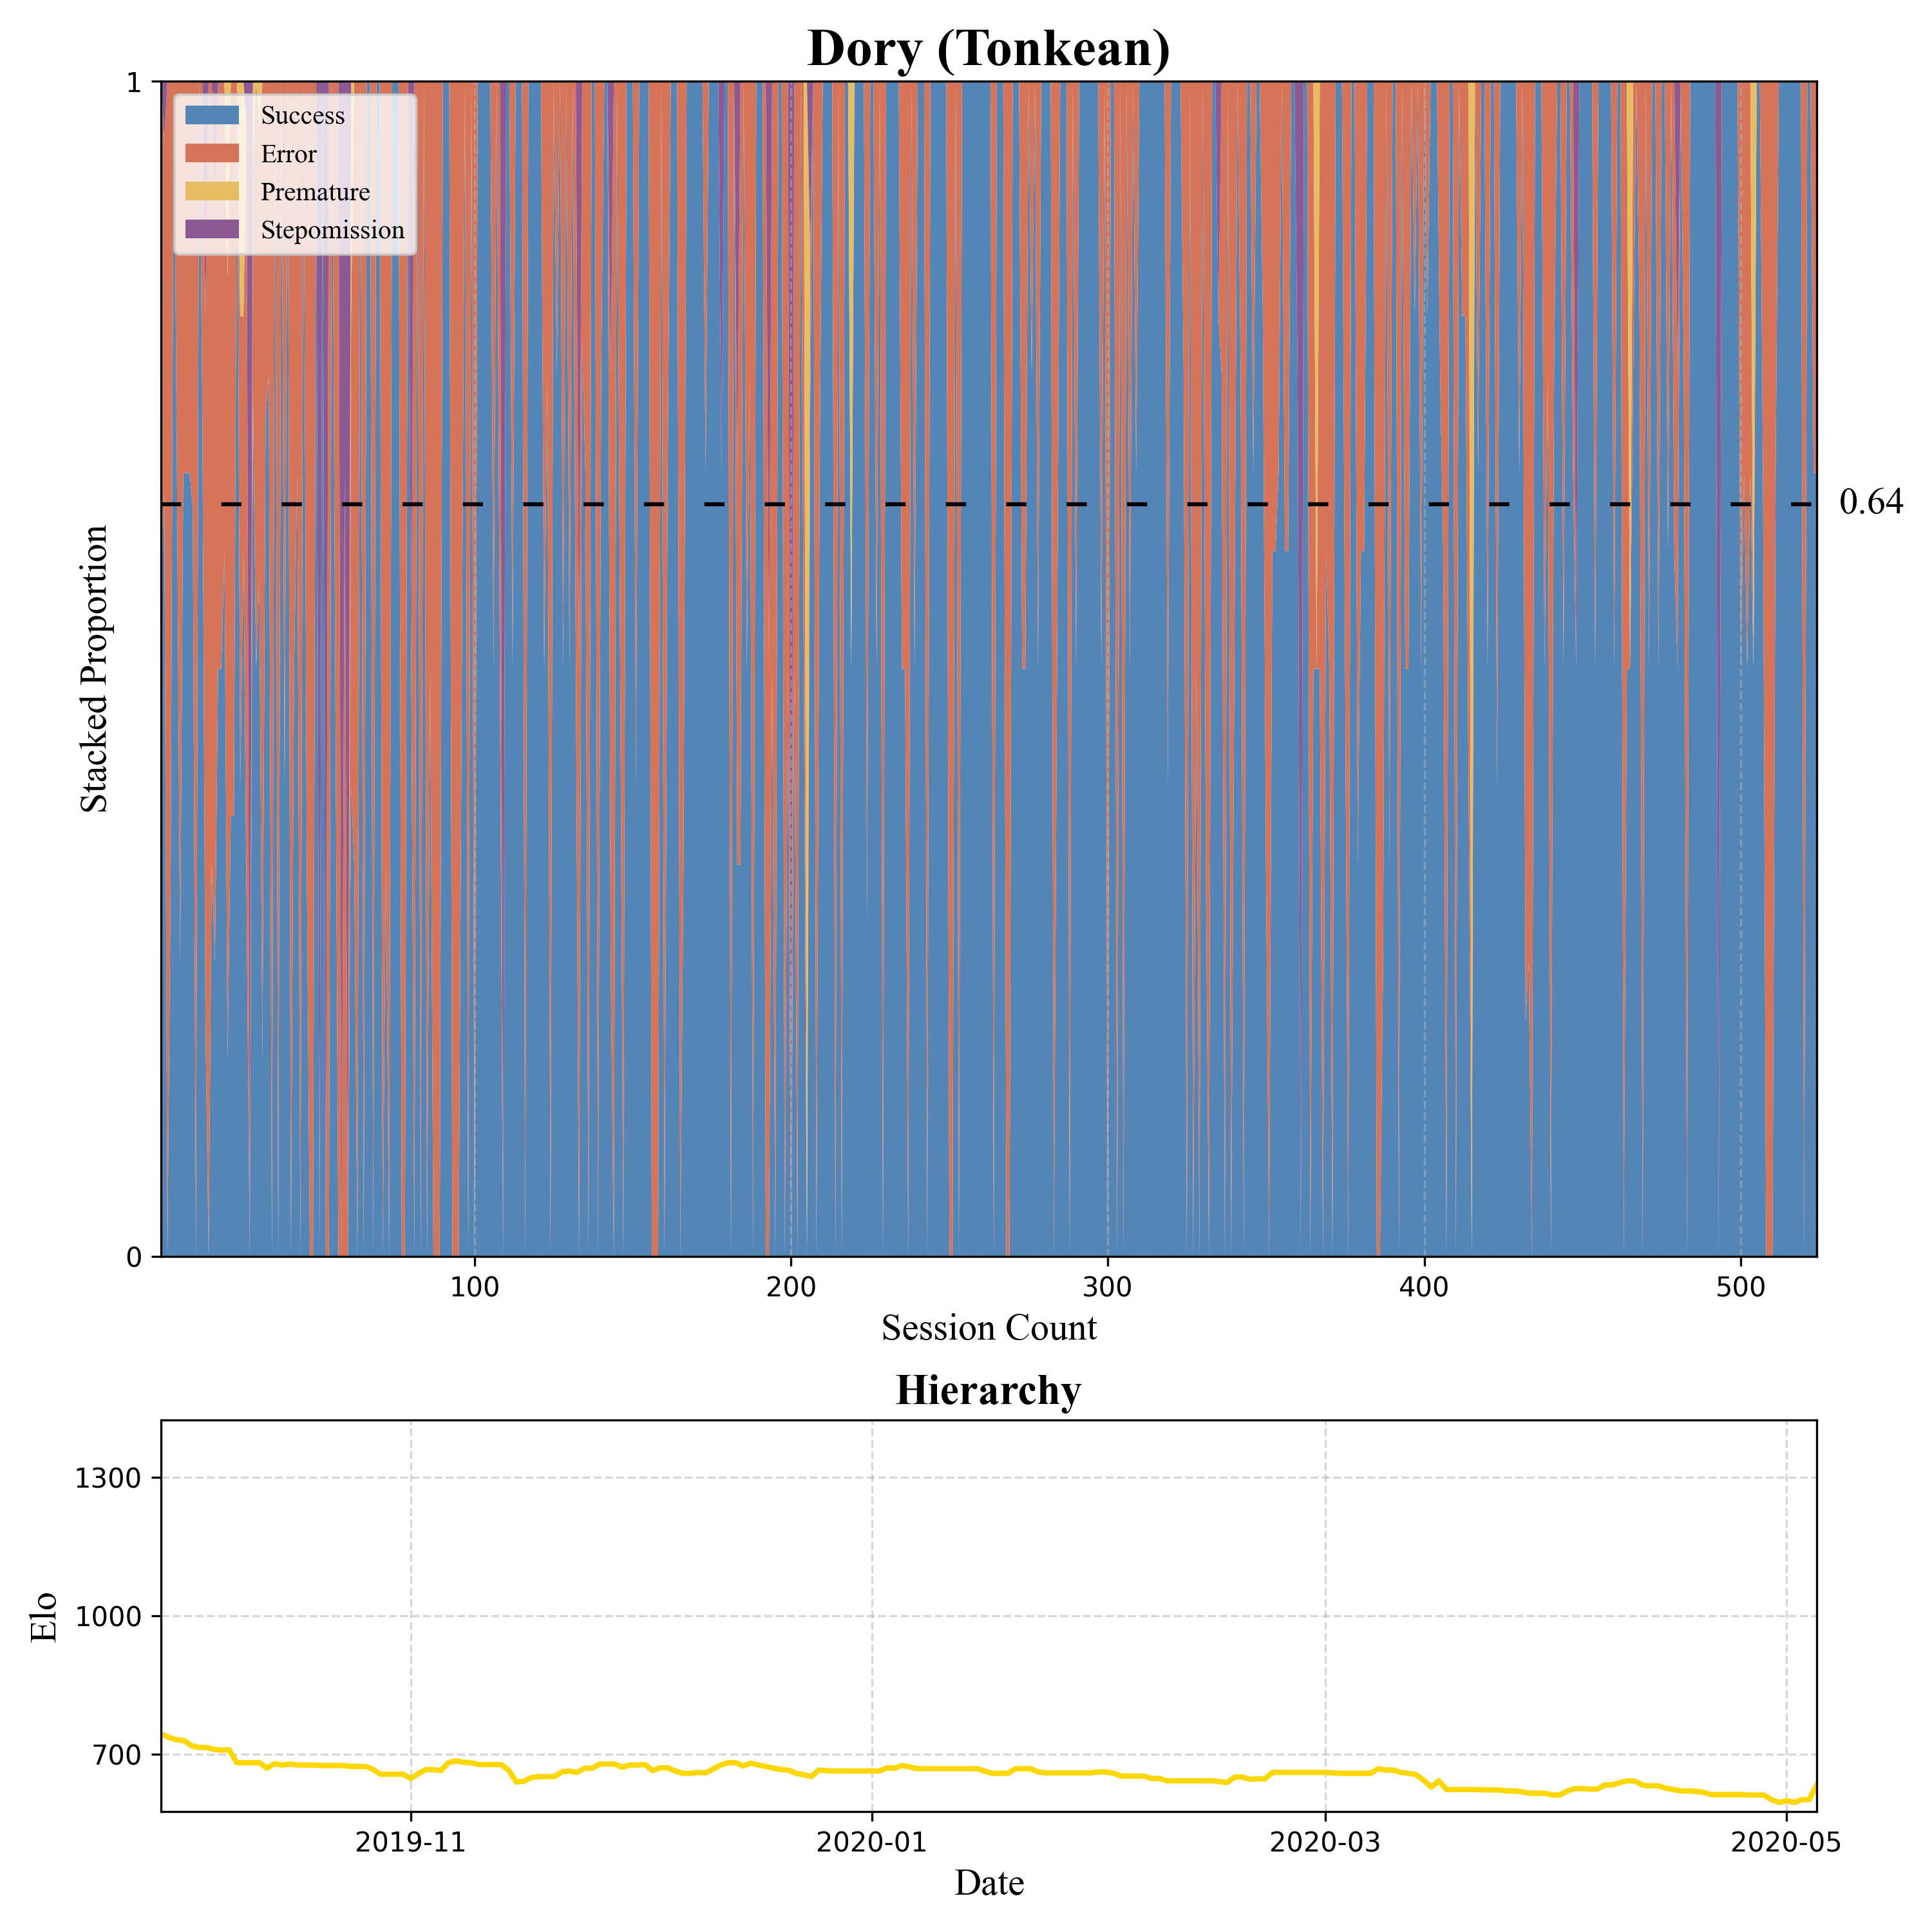 Dory (Tonkean)
1
Success
Error
Premature
Stepomission
0.64
Stacked Proportion
0
100 200 300 400 500
Session Count
Hierarchy
1300
1000
700
Elo
2019-11 2020-01 2020-03 2020-05
Date